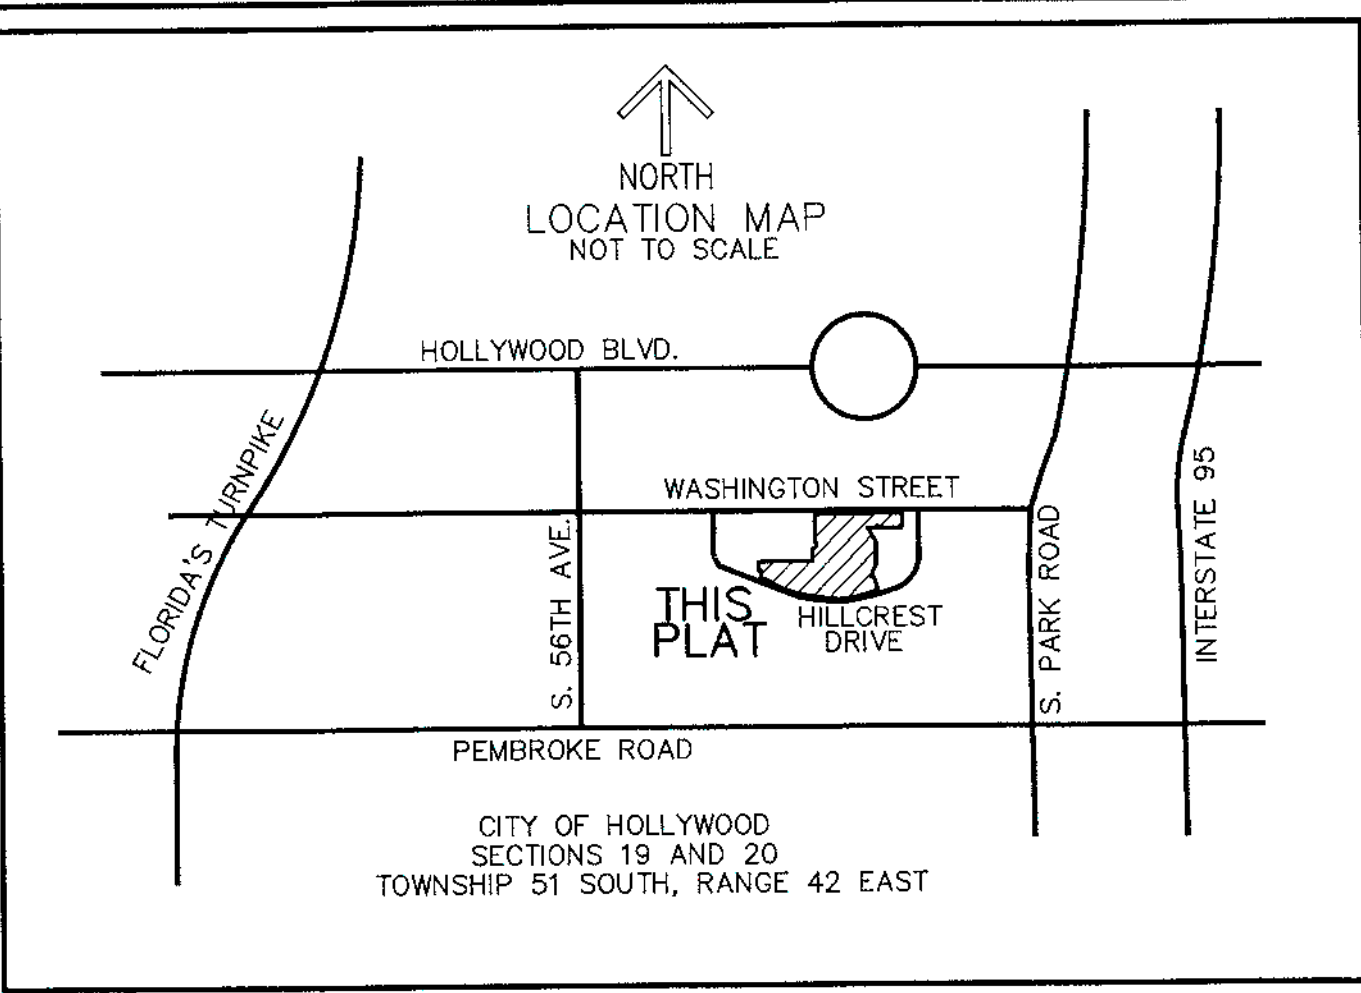 NORTH
LOCATION MAP
NOT TO SCALE
HOLLYWOOD BLVD.
FLORIDA'S TURNPIKE
WASHINGTON STREET
S. 56TH AVE.
THIS
PLAT
HILLCREST
DRIVE
S. PARK ROAD
INTERSTATE 95
PEMBROKE ROAD
CITY OF HOLLYWOOD
SECTIONS 19 AND 20
TOWNSHIP 51 SOUTH, RANGE 42 EAST